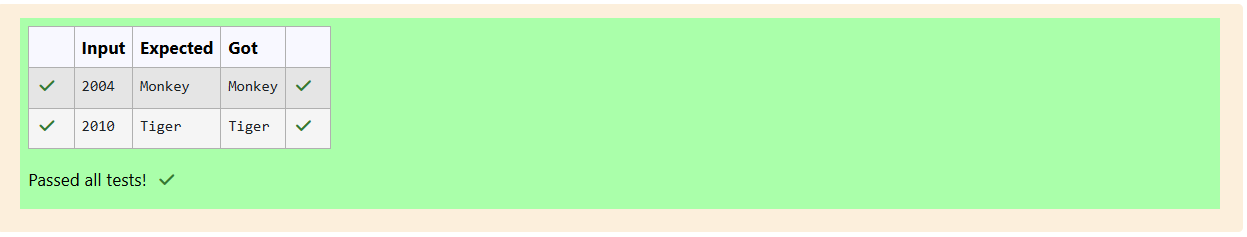 Input Expected Got
2004 Monkey Monkey
2010 Tiger Tiger
Passed all tests!